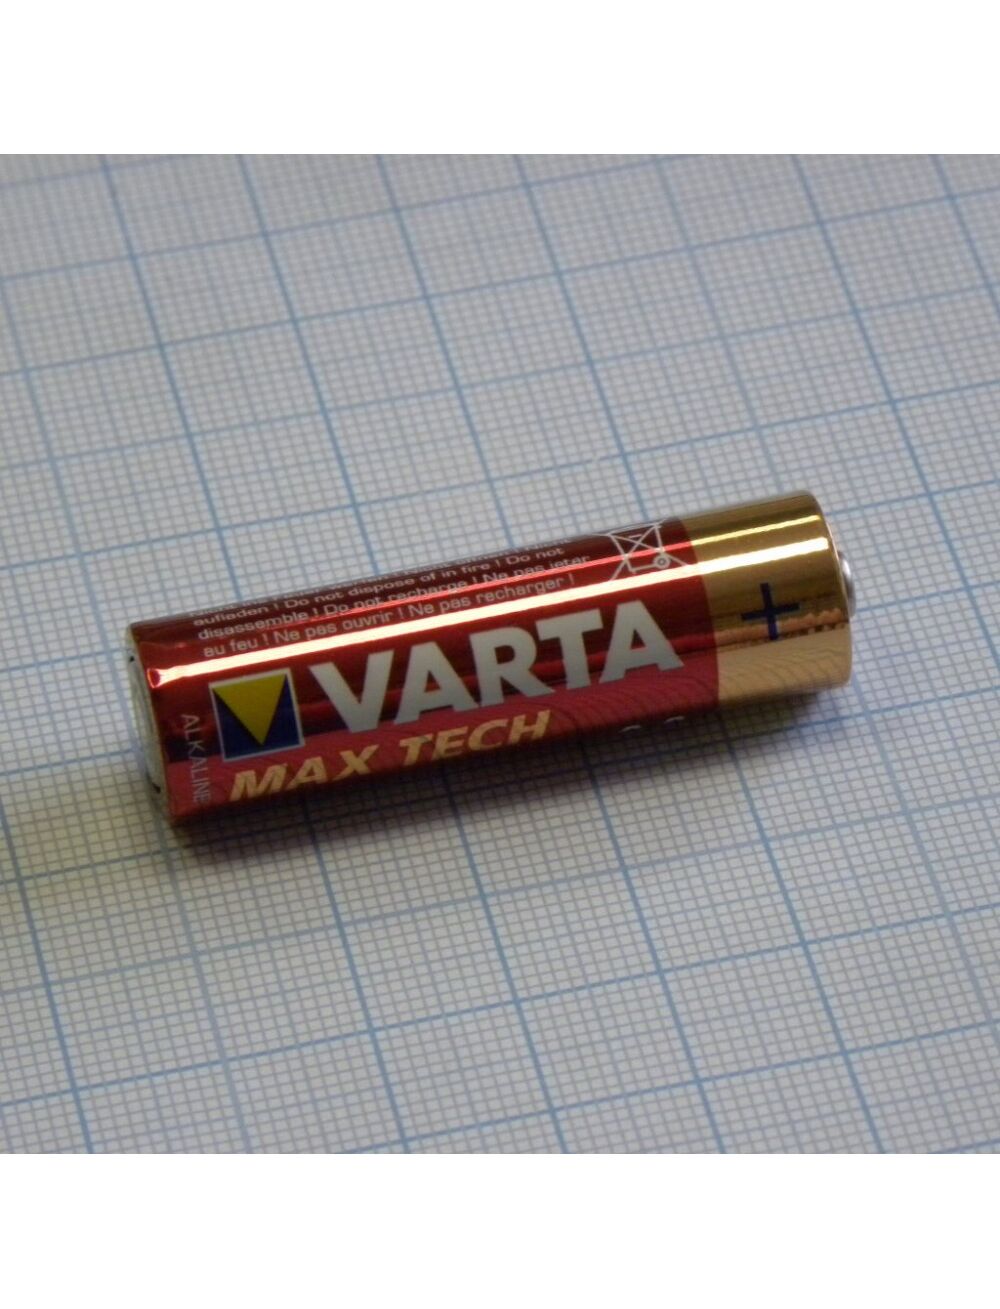 aufladen ! Do not dispose of in fire ! Do not
disassemble ! Do not recharge ! Ne pas jeter
au feu ! Ne pas ouvrir ! Ne pas recharger !
+
VARTA
MAX TECH
ALKALINE